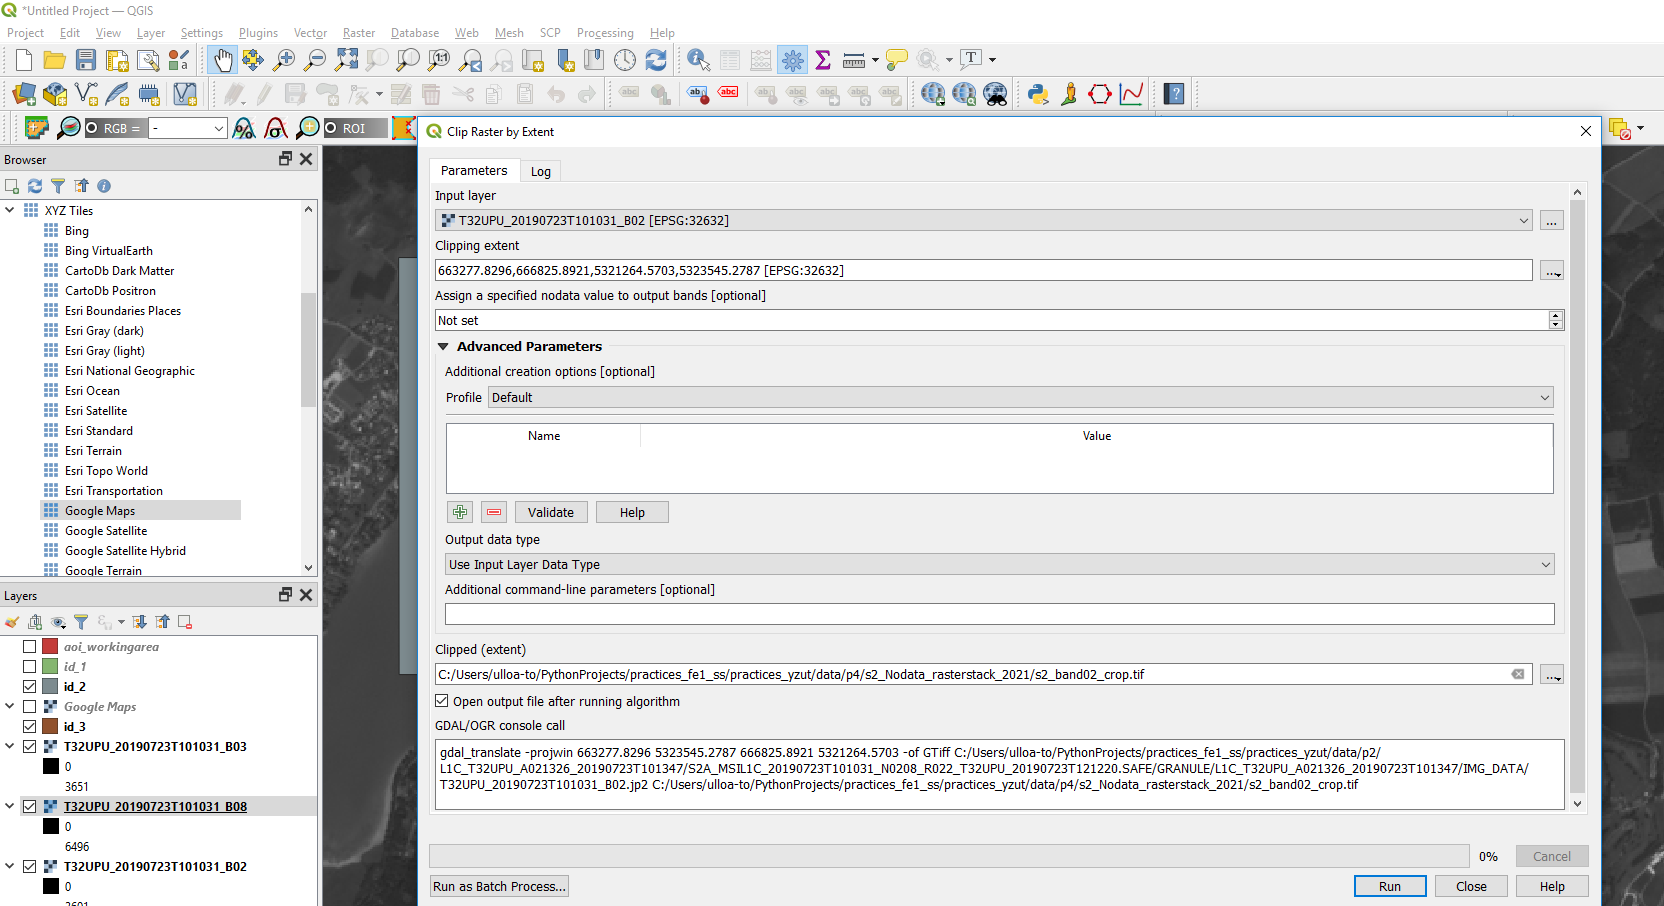 *Untitled Project — QGIS
Project Edit View Layer Settings Plugins Vector Raster Database Web Mesh SCP Processing Help
RGB = -
ROI
Browser
XYZ Tiles
Bing
Bing VirtualEarth
CartoDb Dark Matter
CartoDb Positron
Esri Boundaries Places
Esri Gray (dark)
Esri Gray (light)
Esri National Geographic
Esri Ocean
Esri Satellite
Esri Standard
Esri Terrain
Esri Topo World
Esri Transportation
Google Maps
Google Satellite
Google Satellite Hybrid
Google Terrain
Layers
aoi_workingarea
id_1
id_2
Google Maps
id_3
T32UPU_20190723T101031_B03
0
3651
T32UPU_20190723T101031_B08
0
6496
T32UPU_20190723T101031_B02
0
Clip Raster by Extent
Parameters Log
Input layer
T32UPU_20190723T101031_B02 [EPSG:32632]
...
Clipping extent
663277.8296,666825.8921,5321264.5703,5323545.2787 [EPSG:32632]
...
Assign a specified nodata value to output bands [optional]
Not set
Advanced Parameters
Additional creation options [optional]
Profile Default
Name Value
Validate Help
Output data type
Use Input Layer Data Type
Additional command-line parameters [optional]
Clipped (extent)
C:/Users/ulloa-to/PythonProjects/practices_fe1_ss/practices_yzut/data/p4/s2_Nodata_rasterstack_2021/s2_band02_crop.tif
...
Open output file after running algorithm
GDAL/OGR console call
gdal_translate -projwin 663277.8296 5323545.2787 666825.8921 5321264.5703 -of GTiff C:/Users/ulloa-to/PythonProjects/practices_fe1_ss/practices_yzut/data/p2/
L1C_T32UPU_A021326_20190723T101347/S2A_MSIL1C_20190723T101031_N0208_R022_T32UPU_20190723T121220.SAFE/GRANULE/L1C_T32UPU_A021326_20190723T101347/IMG_DATA/
T32UPU_20190723T101031_B02.jp2 C:/Users/ulloa-to/PythonProjects/practices_fe1_ss/practices_yzut/data/p4/s2_Nodata_rasterstack_2021/s2_band02_crop.tif
0% Cancel
Run as Batch Process... Run Close Help